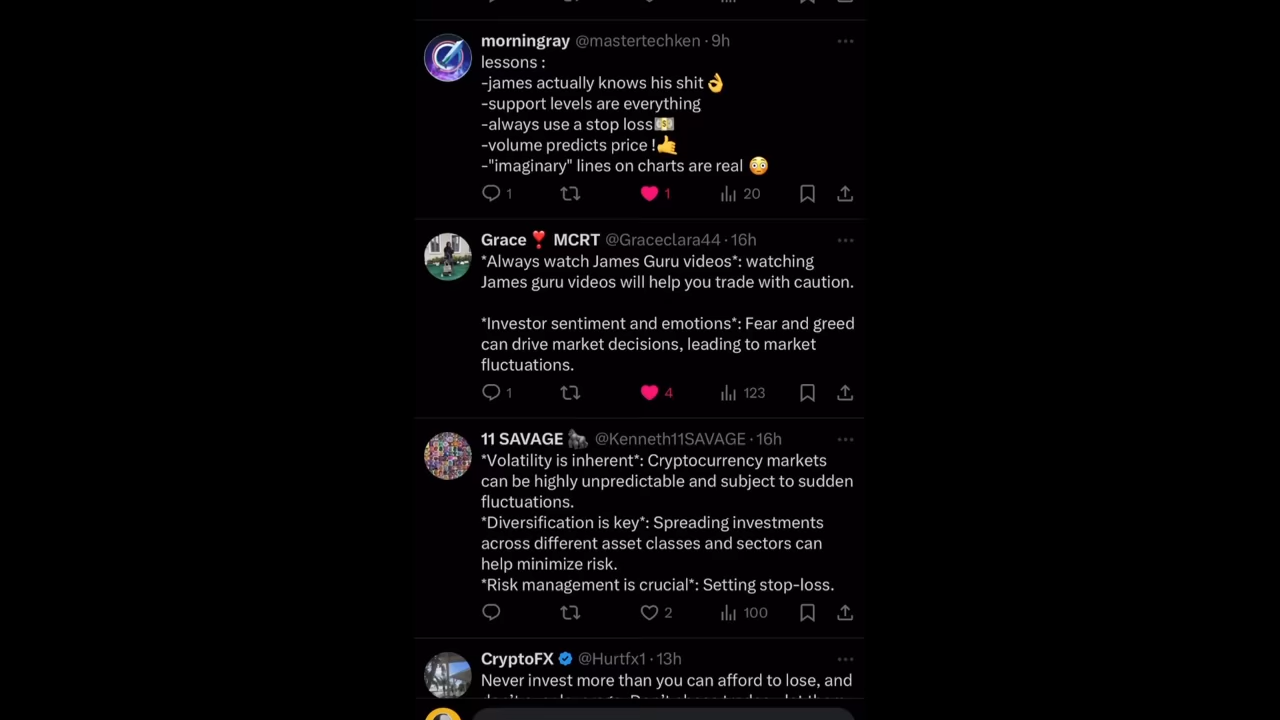 morningray @mastertechken · 9h
lessons :
-james actually knows his shit👌
-support levels are everything
-always use a stop loss💵
-volume predicts price !🤙
-"imaginary" lines on charts are real 😳
1 1 20
Grace❣️ MCRT @Graceclara44 · 16h
*Always watch James Guru videos*: watching
James guru videos will help you trade with caution.
*Investor sentiment and emotions*: Fear and greed
can drive market decisions, leading to market
fluctuations.
1 4 123
11 SAVAGE🦍 @Kenneth11SAVAGE · 16h
*Volatility is inherent*: Cryptocurrency markets
can be highly unpredictable and subject to sudden
fluctuations.
*Diversification is key*: Spreading investments
across different asset classes and sectors can
help minimize risk.
*Risk management is crucial*: Setting stop-loss.
2 100
CryptoFX @Hurtfx1 · 13h
Never invest more than you can afford to lose, and